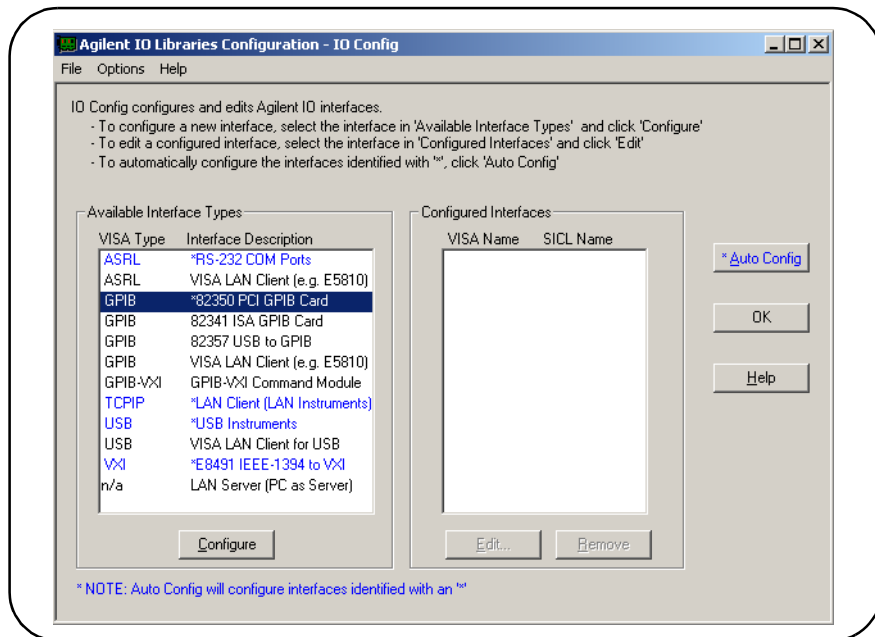 Agilent IO Libraries Configuration - IO Config
File Options Help
IO Config configures and edits Agilent IO interfaces.
- To configure a new interface, select the interface in 'Available Interface Types' and click 'Configure'
- To edit a configured interface, select the interface in 'Configured Interfaces' and click 'Edit'
- To automatically configure the interfaces identified with '*', click 'Auto Config'
Available Interface Types
VISA Type Interface Description
ASRL *RS-232 COM Ports
ASRL VISA LAN Client (e.g. E5810)
GPIB *82350 PCI GPIB Card
GPIB 82341 ISA GPIB Card
GPIB 82357 USB to GPIB
GPIB VISA LAN Client (e.g. E5810)
GPIB-VXI GPIB-VXI Command Module
TCPIP *LAN Client (LAN Instruments)
USB *USB Instruments
USB VISA LAN Client for USB
VXI *E8491 IEEE-1394 to VXI
n/a LAN Server (PC as Server)
Configure
Configured Interfaces
VISA Name SICL Name
Edit... Remove
* Auto Config
OK
Help
* NOTE: Auto Config will configure interfaces identified with an '*'